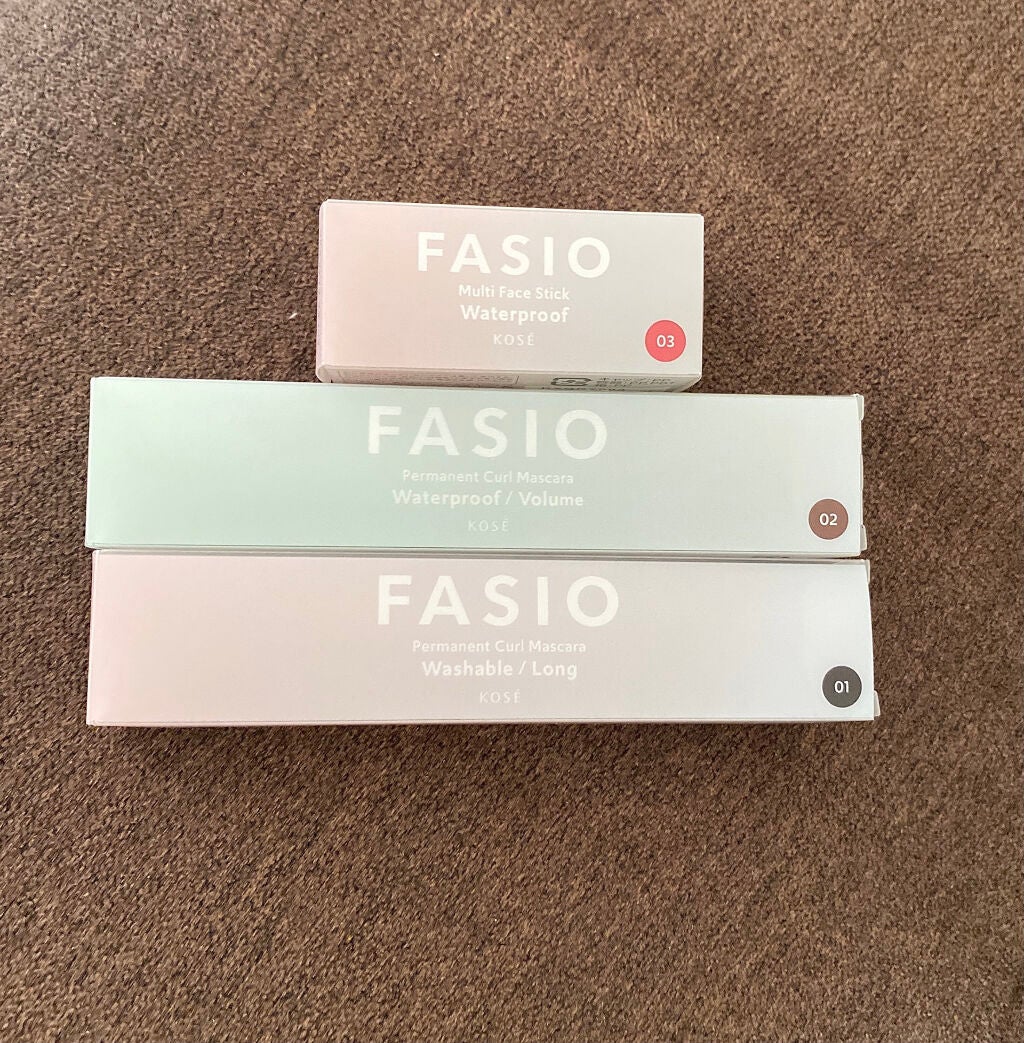 FASIO
Multi Face Stick
Waterproof
KOSÉ
03
FASIO
Permanent Curl Mascara
Waterproof / Volume
KOSÉ
02
FASIO
Permanent Curl Mascara
Washable / Long
KOSÉ
01